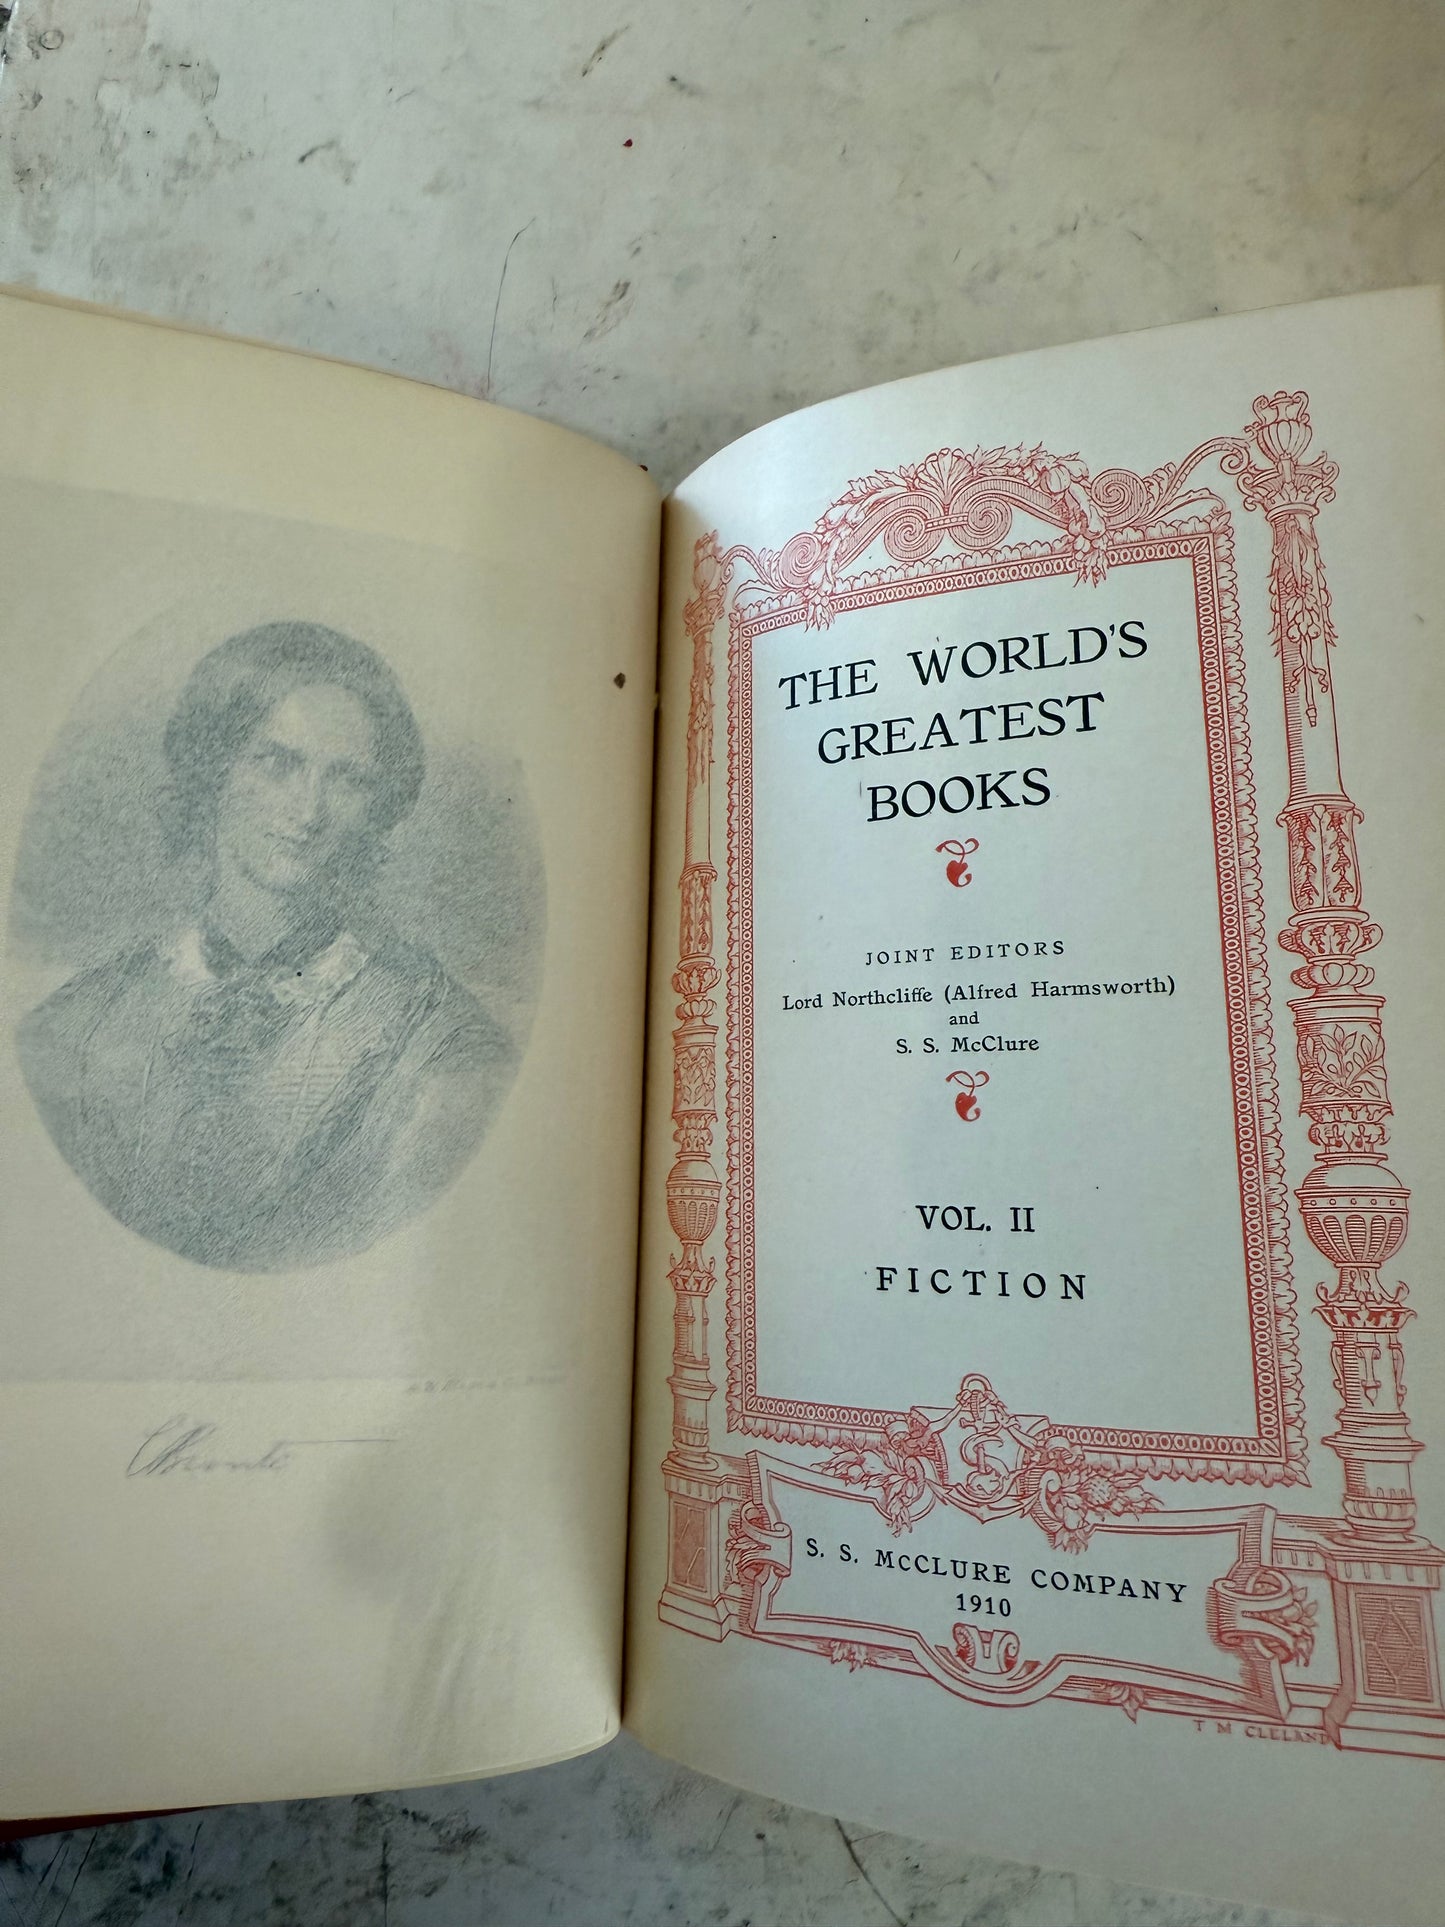 C Brontë
THE WORLD'S
GREATEST
BOOKS
JOINT EDITORS
Lord Northcliffe (Alfred Harmsworth)
and
S. S. McClure
VOL. II
FICTION
S. S. McCLURE COMPANY
1910
T M CLELAND